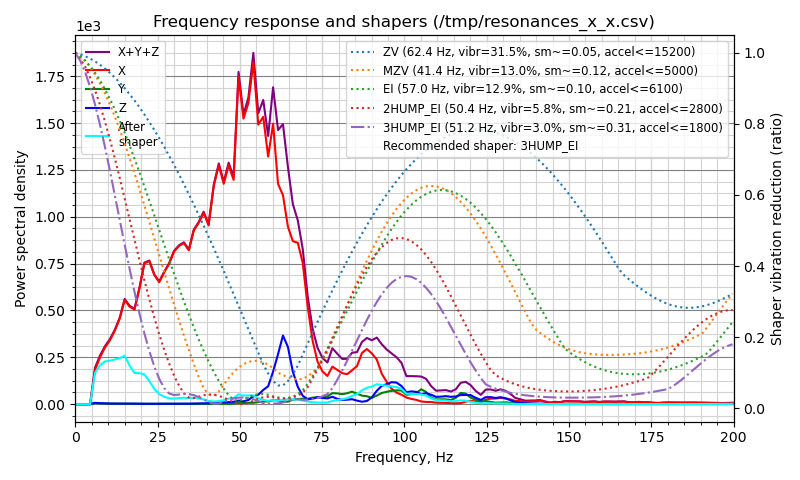 Frequency response and shapers (/tmp/resonances_x_x.csv)
1e3
X+Y+Z
X
Y
Z
After
shaper
ZV (62.4 Hz, vibr=31.5%, sm~=0.05, accel<=15200)
MZV (41.4 Hz, vibr=13.0%, sm~=0.12, accel<=5000)
EI (57.0 Hz, vibr=12.9%, sm~=0.10, accel<=6100)
2HUMP_EI (50.4 Hz, vibr=5.8%, sm~=0.21, accel<=2800)
3HUMP_EI (51.2 Hz, vibr=3.0%, sm~=0.31, accel<=1800)
Recommended shaper: 3HUMP_EI
Power spectral density
1.75
1.50
1.25
1.00
0.75
0.50
0.25
0.00
Shaper vibration reduction (ratio)
1.0
0.8
0.6
0.4
0.2
0.0
0 25 50 75 100 125 150 175 200
Frequency, Hz